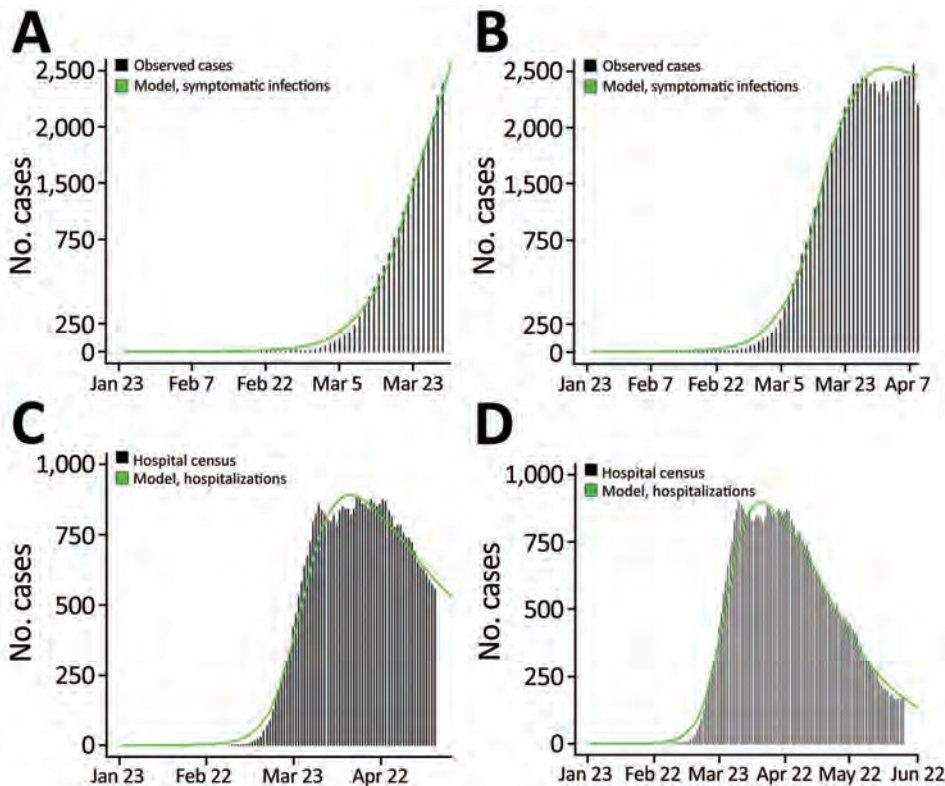 A
Observed cases
Model, symptomatic infections
2,500
2,000
1,500
750
250
0
No. cases
Jan 23 Feb 7 Feb 22 Mar 5 Mar 23
B
Observed cases
Model, symptomatic infections
2,500
2,000
1,500
750
250
0
No. cases
Jan 23 Feb 7 Feb 22 Mar 5 Mar 23 Apr 7
C
Hospital census
Model, hospitalizations
1,000
750
500
250
0
No. cases
Jan 23 Feb 22 Mar 23 Apr 22
D
Hospital census
Model, hospitalizations
1,000
750
500
250
0
No. cases
Jan 23 Feb 22 Mar 23 Apr 22 May 22 Jun 22